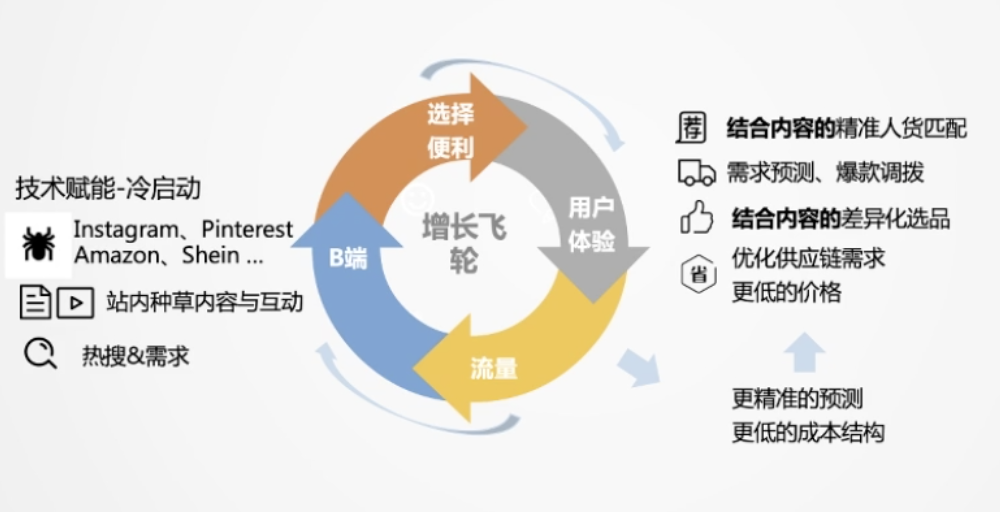 技术赋能-冷启动
Instagram、Pinterest
Amazon、Shein ...
站内种草内容与互动
热搜&需求
选择
便利
用户
体验
流量
B端
增长飞
轮
荐
结合内容的精准人货匹配
需求预测、爆款调拨
结合内容的差异化选品
省
优化供应链需求
更低的价格
更精准的预测
更低的成本结构